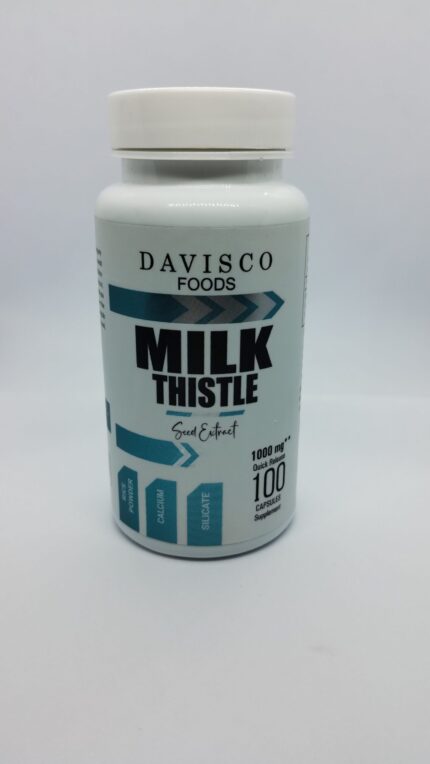 DAVISCO
FOODS
MILK
THISTLE
Seed Extract
1000 mg**
Quick Release
100
CAPSULES
Supplement
RICE
POWDER
CALCIUM
SILICATE